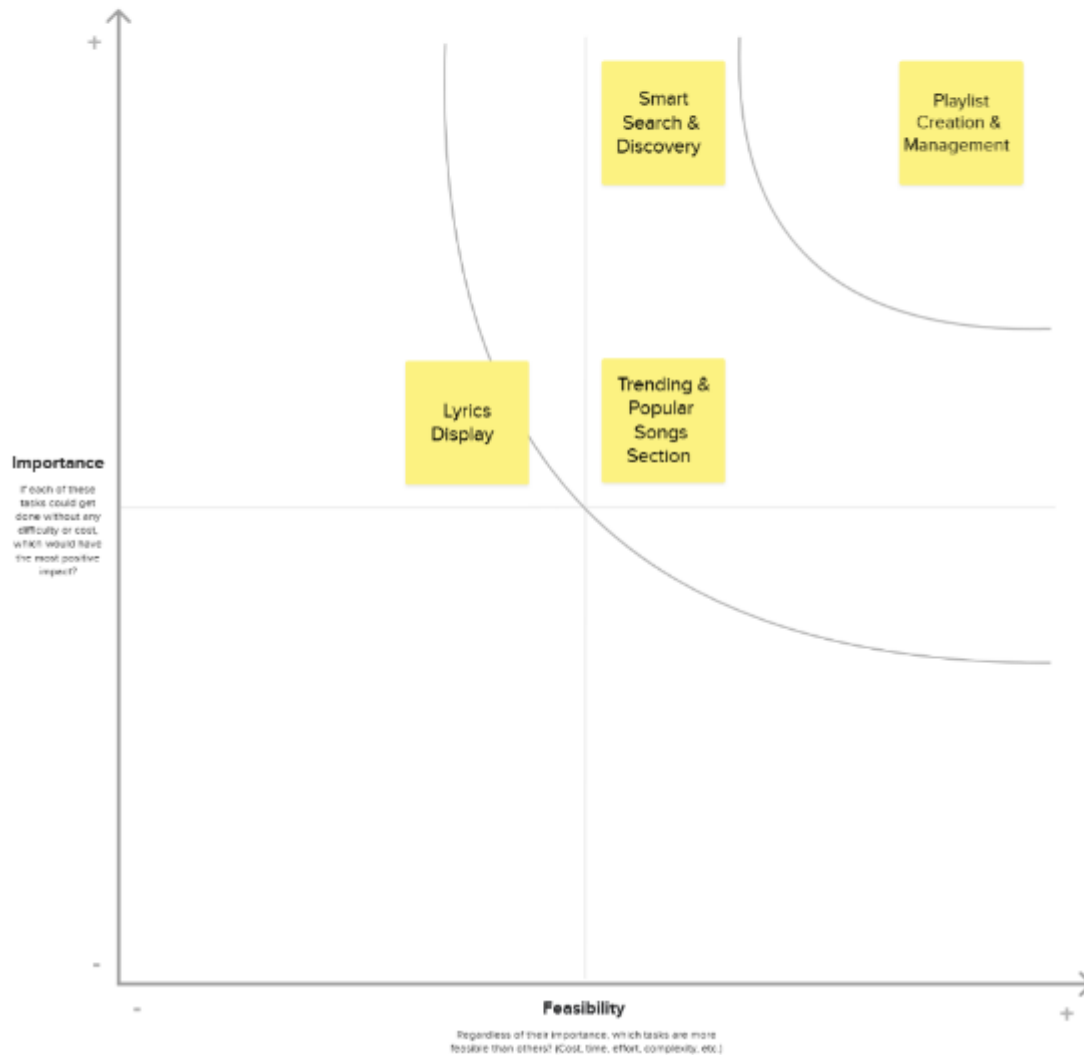 +
Smart
Search &
Discovery
Playlist
Creation &
Management
Lyrics
Display
Trending &
Popular
Songs
Section
Importance
If each of these
tasks could get
done without any
difficulty or cost,
which would have
the most positive
impact?
-
-
Feasibility
+
Regardless of their importance, which tasks are more
feasible than others? (Cost, time, effort, complexity, etc.)